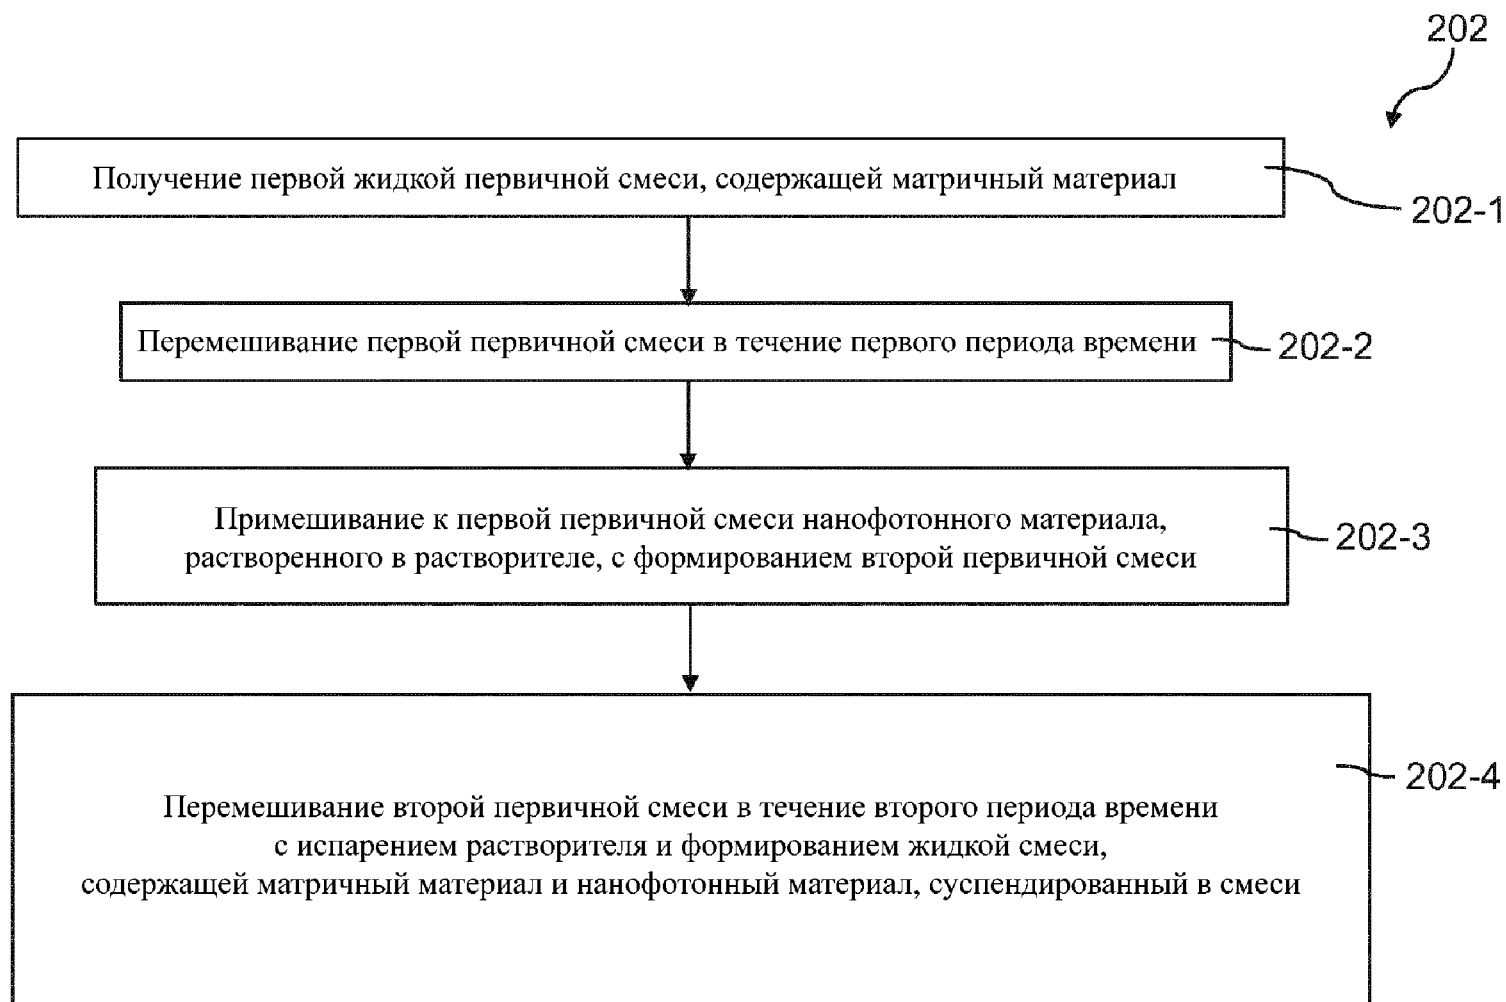 202
Получение первой жидкой первичной смеси, содержащей матричный материал
202-1
Перемешивание первой первичной смеси в течение первого периода времени
202-2
Примешивание к первой первичной смеси нанофотонного материала,
растворенного в растворителе, с формированием второй первичной смеси
202-3
202-4
Перемешивание второй первичной смеси в течение второго периода времени
с испарением растворителя и формированием жидкой смеси,
содержащей матричный материал и нанофотонный материал, суспендированный в смеси